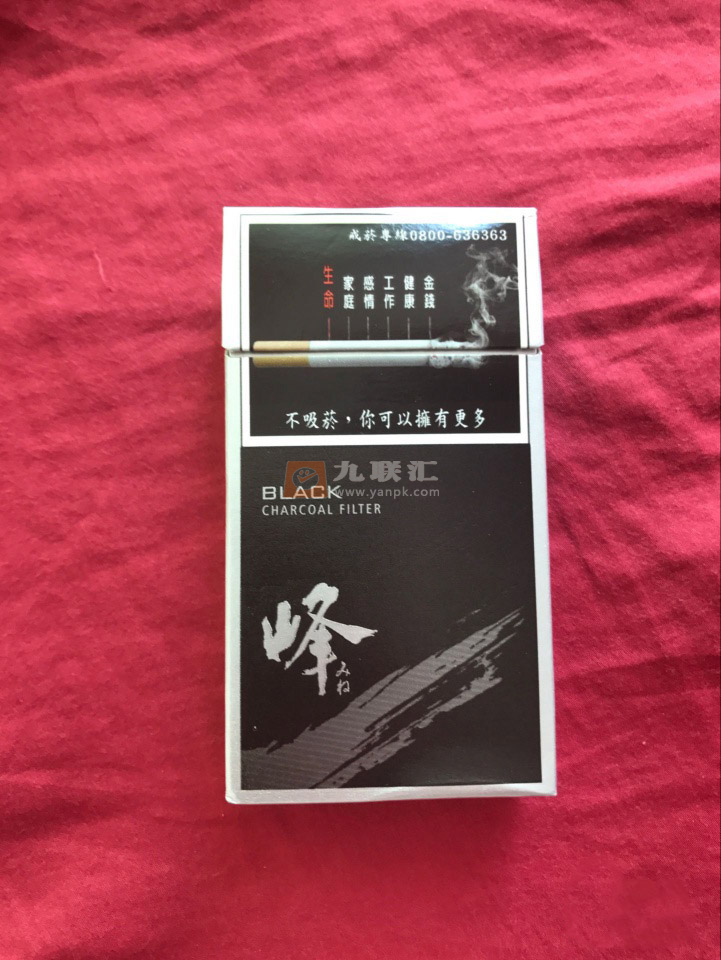 戒菸專線0800-636363
生命
家庭
感情
工作
健康
金錢
不吸菸，你可以擁有更多
九联汇
www.yanpk.com
BLACK
CHARCOAL FILTER
峰
みね